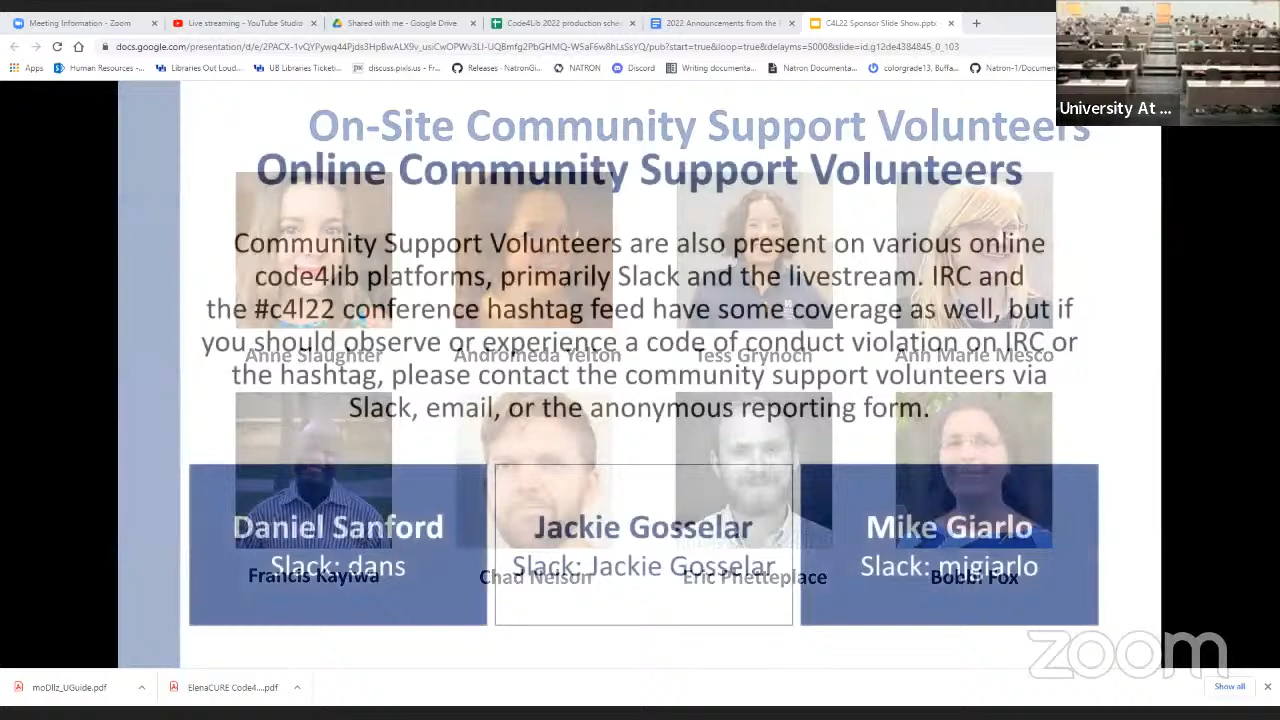 Meeting Information - Zoom
Live streaming - YouTube Studio
Shared with me - Google Drive
Code4Lib 2022 production sche
2022 Announcements from the
C4L22 Sponsor Slide Show.pptx -
Apps
Human Resources -...
Libraries Out Loud...
UB Libraries Ticketi...
discuss.pixls.us - Fr...
Releases · NatronG...
NATRON
Discord
Writing documenta...
Natron Documenta...
colorgrade13, Buffa...
Natron-1/Documen
University At ...
On-Site Community Support Volunteers
Online Community Support Volunteers
Community Support Volunteers are also present on various online
code4lib platforms, primarily Slack and the livestream. IRC and
the #c4l22 conference hashtag feed have some coverage as well, but if
you should observe or experience a code of conduct violation on IRC or
the hashtag, please contact the community support volunteers via
Slack, email, or the anonymous reporting form.
Anne Slaughter
Andromeda Yelton
Tess Grynoch
Ann Marie Mesco
Daniel Sanford
Slack: dans
Jackie Gosselar
Slack: Jackie Gosselar
Mike Giarlo
Slack: migiarlo
Francis Kayiwa
Chad Nelson
Eric Phetteplace
Bobbi Fox
zoom
moDllz_UGuide.pdf
ElenaCURE Code4....pdf
Show all